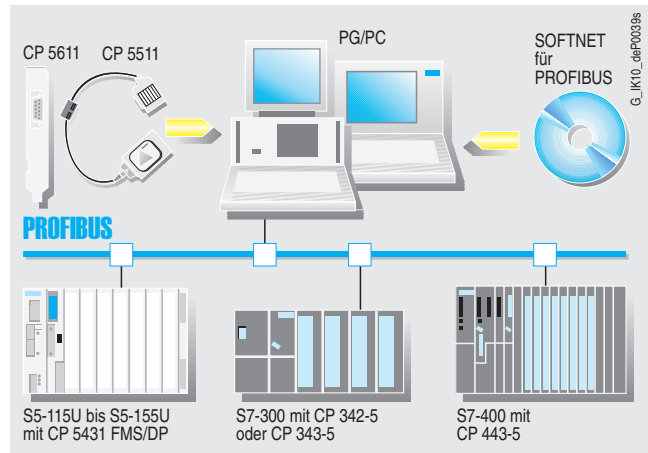 CP 5611
CP 5511
PG/PC
SOFTNET
für
PROFIBUS
G_IK10_deP0039s
PROFIBUS
S5-115U bis S5-155U
mit CP 5431 FMS/DP
S7-300 mit CP 342-5
oder CP 343-5
S7-400 mit
CP 443-5